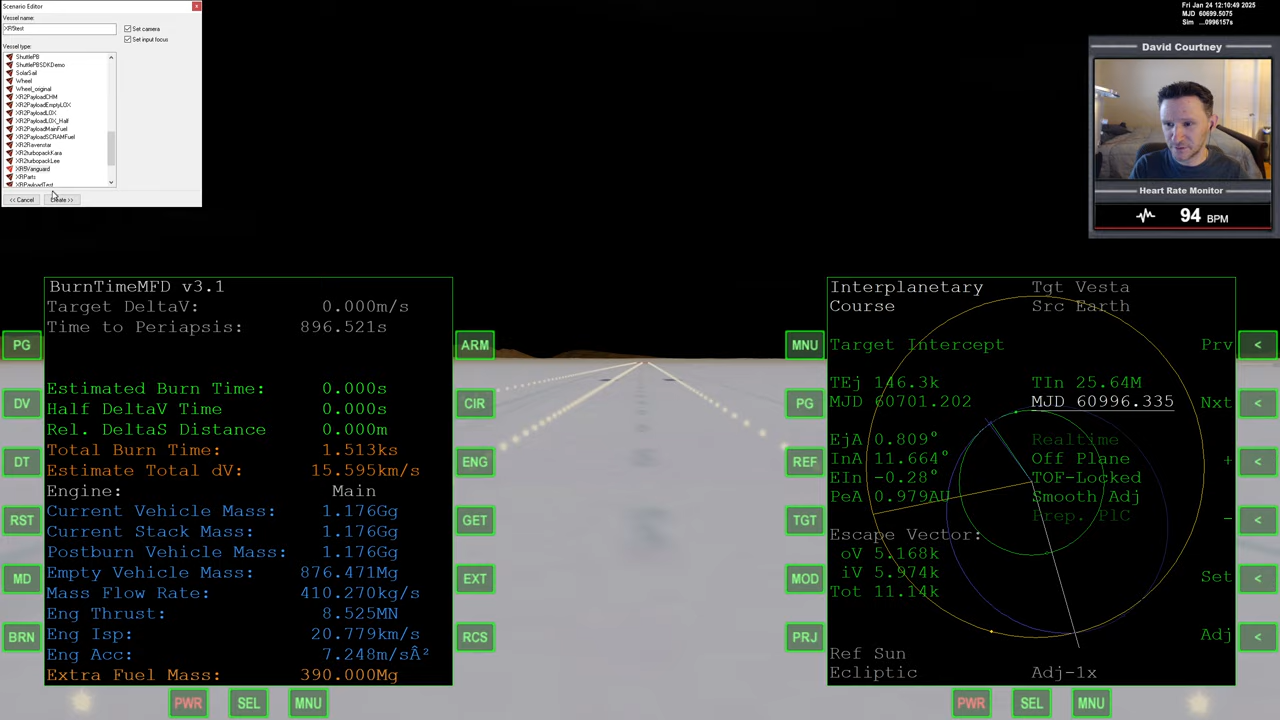 Scenario Editor
Vessel name:
XR5test
Set camera
Set input focus
Vessel type:
ShuttlePB
ShuttlePBSDKDemo
SolarSail
Wheel
Wheel_original
XR2PayloadCHM
XR2PayloadEmptyLOX
XR2PayloadLOX
XR2PayloadLOX_Half
XR2PayloadMainFuel
XR2PayloadSCRAMFuel
XR2Ravenstar
XR2turbopackKara
XR2turbopackLee
XR5Vanguard
XRParts
XRPayloadTest
<< Cancel
Create >>
Fri Jan 24 12:10:49 2025
MJD 60699.5075
Sim ...0996157s
David Courtney
Heart Rate Monitor
94 BPM
BurnTimeMFD v3.1
Target DeltaV: 0.000m/s
Time to Periapsis: 896.521s
Estimated Burn Time: 0.000s
Half DeltaV Time 0.000s
Rel. DeltaS Distance 0.000m
Total Burn Time: 1.513ks
Estimate Total dV: 15.595km/s
Engine: Main
Current Vehicle Mass: 1.176Gg
Current Stack Mass: 1.176Gg
Postburn Vehicle Mass: 1.176Gg
Empty Vehicle Mass: 876.471Mg
Mass Flow Rate: 410.270kg/s
Eng Thrust: 8.525MN
Eng Isp: 20.779km/s
Eng Acc: 7.248m/sÂ²
Extra Fuel Mass: 390.000Mg
PG
DV
DT
RST
MD
BRN
ARM
CIR
ENG
GET
EXT
RCS
PWR
SEL
MNU
Interplanetary Tgt Vesta
Course Src Earth
Target Intercept Prv
TEj 146.3k TIn 25.64M
MJD 60701.202 MJD 60996.335 Nxt
EjA 0.809° Realtime
InA 11.664° Off Plane +
EIn -0.28° TOF-Locked
PeA 0.979AU Smooth Adj
Prep. PlC -
Escape Vector:
oV 5.168k
iV 5.974k Set
Tot 11.14k
Adj
Ref Sun
Ecliptic Adj-1x
MNU
PG
REF
TGT
MOD
PRJ
<
<
<
<
<
<
PWR
SEL
MNU